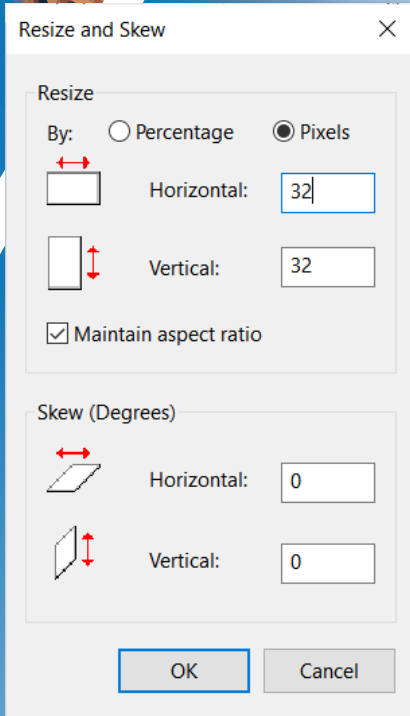 Resize and Skew
Resize
By: Percentage Pixels
Horizontal: 32
Vertical: 32
Maintain aspect ratio
Skew (Degrees)
Horizontal: 0
Vertical: 0
OK Cancel